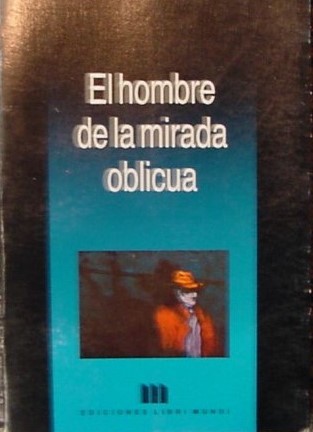 El hombre
de la mirada
oblicua
EDICIONES LIBRI MUNDI